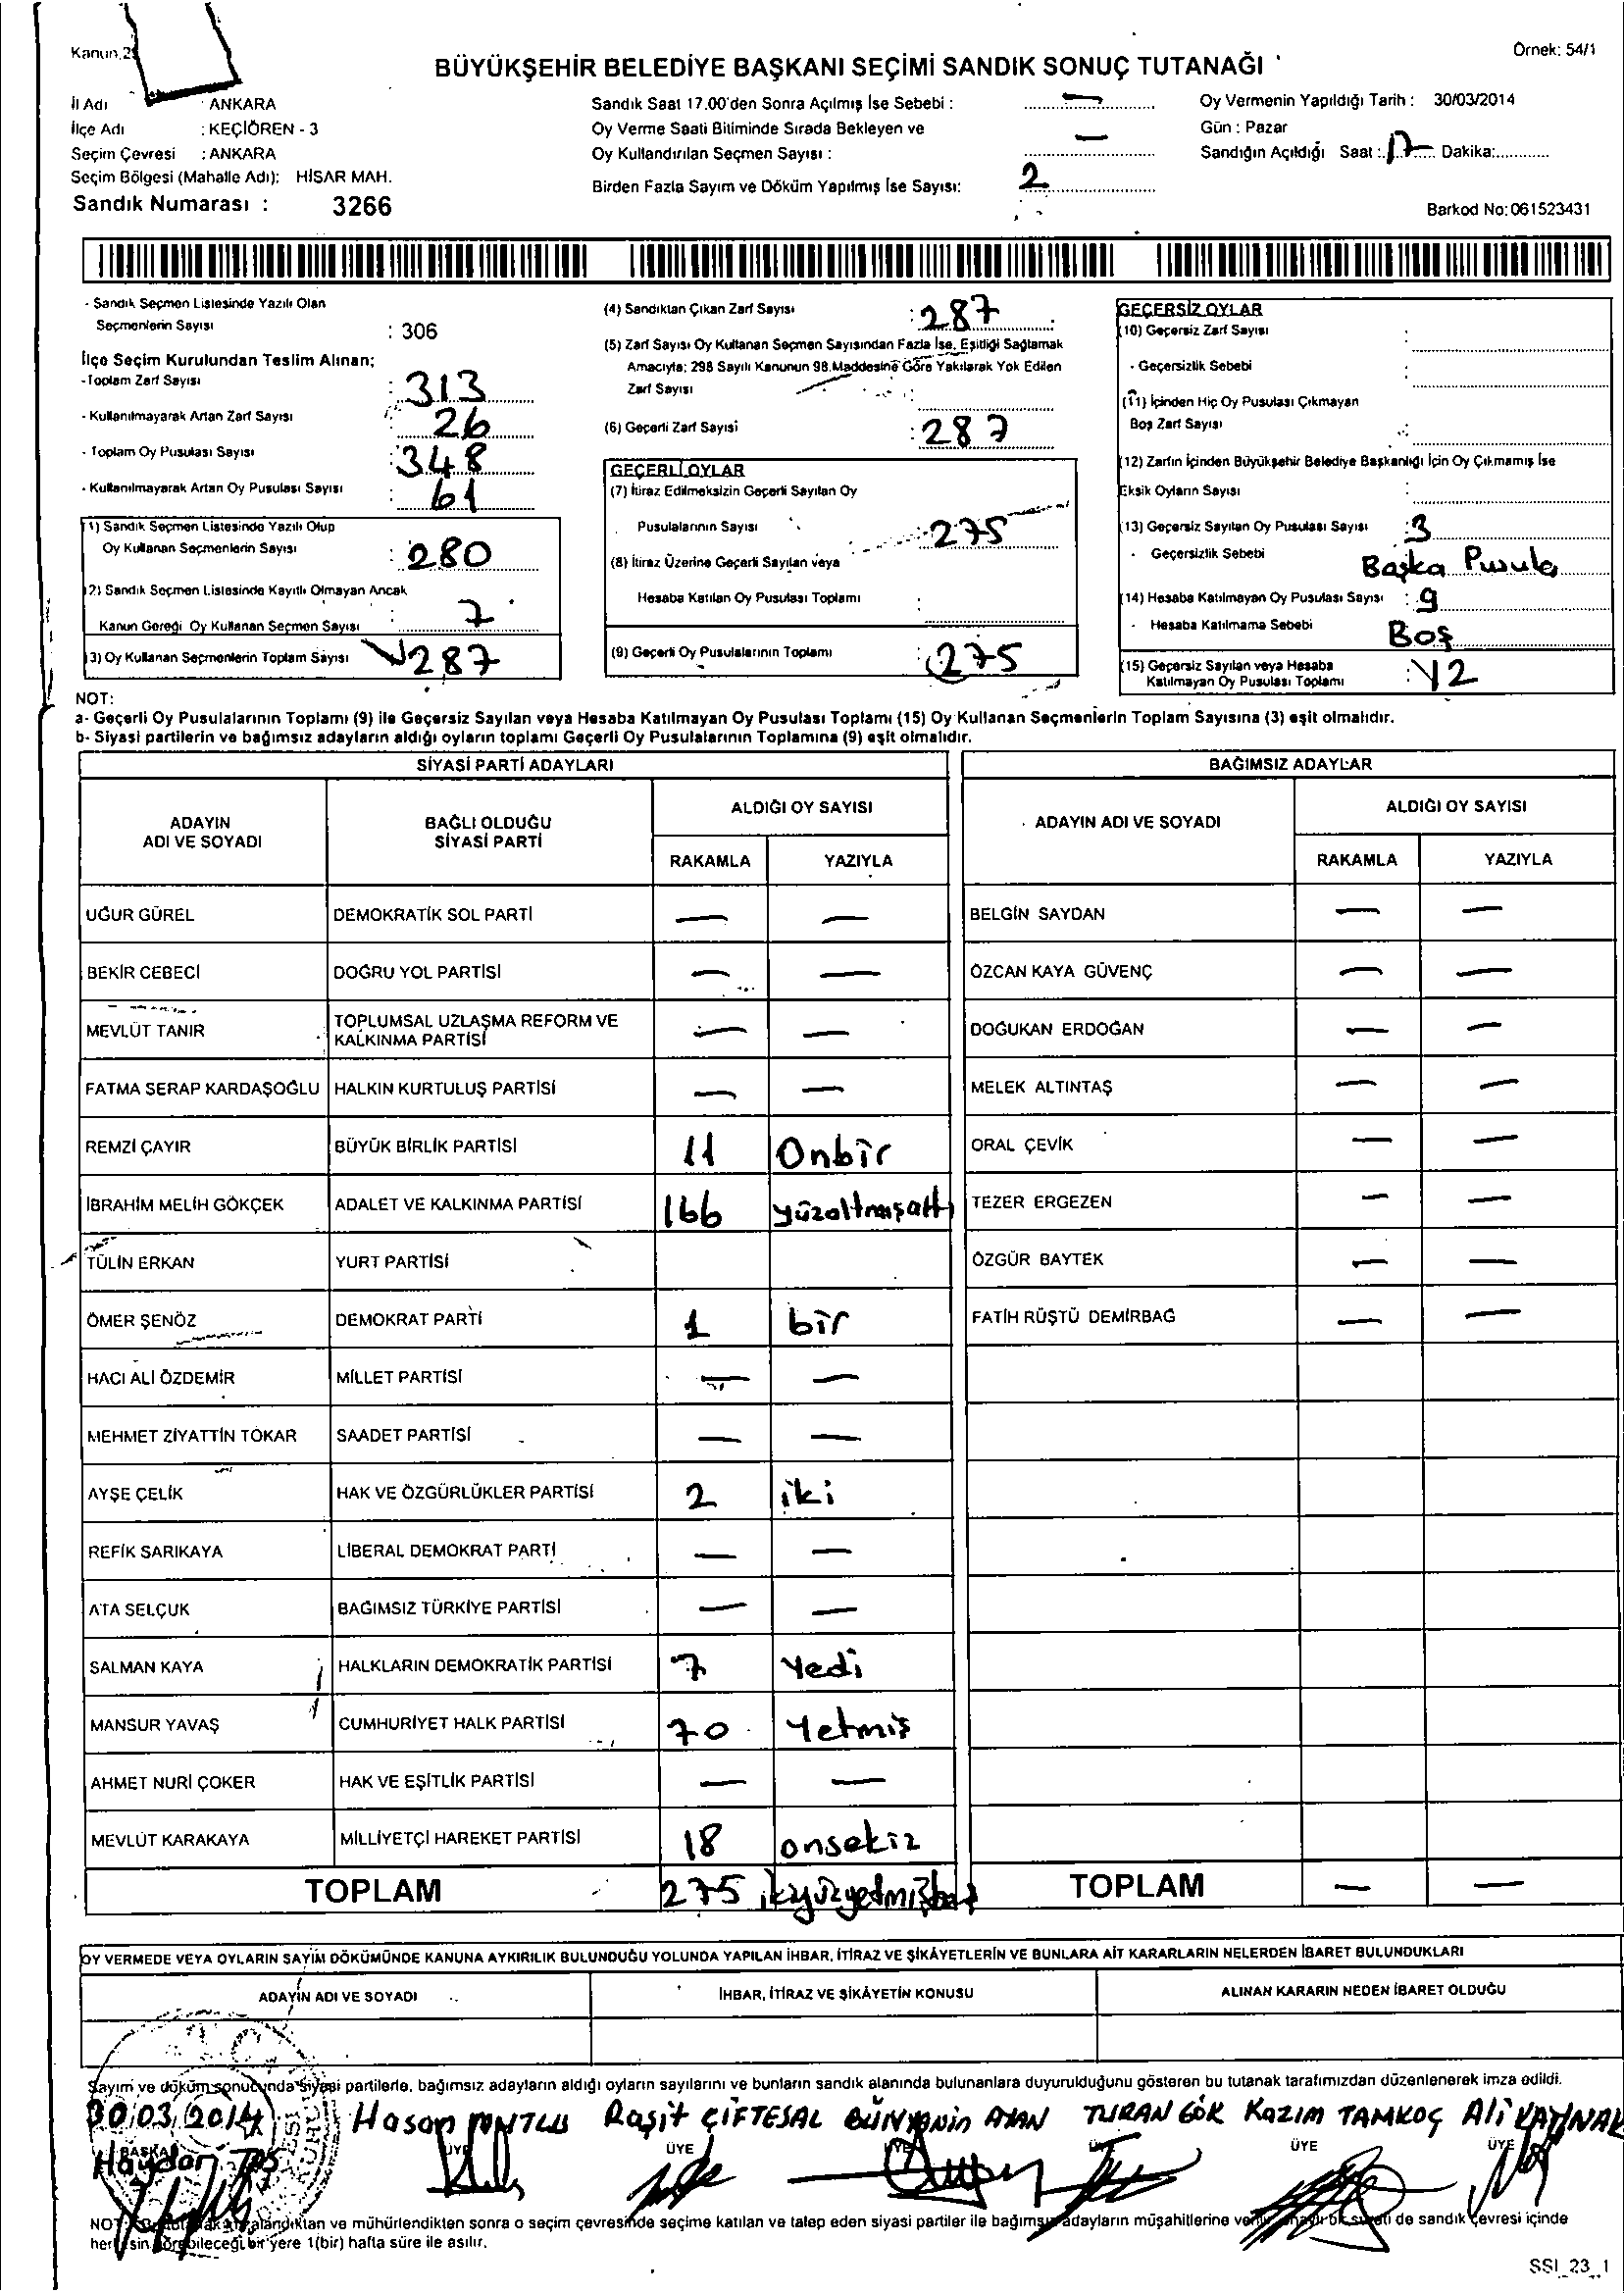 Kanun
Örnek: 54/1
BÜYÜKŞEHİR BELEDİYE BAŞKANI SEÇİMİ SANDIK SONUÇ TUTANAĞI
İl Adı : ANKARA
İlçe Adı : KEÇİÖREN - 3
Seçim Çevresi : ANKARA
Seçim Bölgesi (Mahalle Adı): HİSAR MAH.
Sandık Numarası : 3266
Sandık Saat 17.00'den Sonra Açılmış İse Sebebi : —
Oy Verme Saati Bitiminde Sırada Bekleyen ve
Oy Kullandırılan Seçmen Sayısı : —
Birden Fazla Sayım ve Döküm Yapılmış İse Sayısı: 2
Oy Vermenin Yapıldığı Tarih : 30/03/2014
Gün : Pazar
Sandığın Açıldığı Saat : 17 Dakika:
Barkod No: 061523431
- Sandık Seçmen Listesinde Yazılı Olan
Seçmenlerin Sayısı : 306
İlçe Seçim Kurulundan Teslim Alınan;
- Toplam Zarf Sayısı : 313
- Kullanılmayarak Artan Zarf Sayısı : 26
- Toplam Oy Pusulası Sayısı : 348
- Kullanılmayarak Artan Oy Pusulası Sayısı : 61
1) Sandık Seçmen Listesinde Yazılı Olup
Oy Kullanan Seçmenlerin Sayısı : 280
2) Sandık Seçmen Listesinde Kayıtlı Olmayan Ancak
Kanun Gereği Oy Kullanan Seçmen Sayısı : 7
3) Oy Kullanan Seçmenlerin Toplam Sayısı 287
(4) Sandıktan Çıkan Zarf Sayısı : 287
(5) Zarf Sayısı Oy Kullanan Seçmen Sayısından Fazla İse, Eşitliği Sağlamak
Amacıyla; 298 Sayılı Kanunun 98.Maddesine Göre Yakılarak Yok Edilen
Zarf Sayısı
(6) Geçerli Zarf Sayısı : 287
GEÇERLİ OYLAR
(7) İtiraz Edilmeksizin Geçerli Sayılan Oy
Pusulalarının Sayısı : 275
(8) İtiraz Üzerine Geçerli Sayılan veya
Hesaba Katılan Oy Pusulası Toplamı :
(9) Geçerli Oy Pusulalarının Toplamı : 275
GEÇERSİZ OYLAR
(10) Geçersiz Zarf Sayısı :
- Geçersizlik Sebebi :
(11) İçinden Hiç Oy Pusulası Çıkmayan
Boş Zarf Sayısı :
(12) Zarfın İçinden Büyükşehir Belediye Başkanlığı İçin Oy Çıkmamış İse
Eksik Oyların Sayısı :
(13) Geçersiz Sayılan Oy Pusulası Sayısı : 3
- Geçersizlik Sebebi Başka Pusula
(14) Hesaba Katılmayan Oy Pusulası Sayısı : 9
- Hesaba Katılmama Sebebi Boş
(15) Geçersiz Sayılan veya Hesaba
Katılmayan Oy Pusulası Toplamı : 12
NOT:
a- Geçerli Oy Pusulalarının Toplamı (9) ile Geçersiz Sayılan veya Hesaba Katılmayan Oy Pusulası Toplamı (15) Oy Kullanan Seçmenlerin Toplam Sayısına (3) eşit olmalıdır.
b- Siyasi partilerin ve bağımsız adayların aldığı oyların toplamı Geçerli Oy Pusulalarının Toplamına (9) eşit olmalıdır.
SİYASİ PARTİ ADAYLARI
ADAYIN ADI VE SOYADI BAĞLI OLDUĞU SİYASİ PARTİ ALDIĞI OY SAYISI
RAKAMLA YAZIYLA
UĞUR GÜREL DEMOKRATİK SOL PARTİ — —
BEKİR CEBECİ DOĞRU YOL PARTİSİ — —
MEVLÜT TANIR TOPLUMSAL UZLAŞMA REFORM VE KALKINMA PARTİSİ — —
FATMA SERAP KARDAŞOĞLU HALKIN KURTULUŞ PARTİSİ — —
REMZİ ÇAYIR BÜYÜK BİRLİK PARTİSİ 11 Onbir
İBRAHİM MELİH GÖKÇEK ADALET VE KALKINMA PARTİSİ 166 yüzaltmışaltı
TÜLİN ERKAN YURT PARTİSİ
ÖMER ŞENÖZ DEMOKRAT PARTİ 1 bir
HACI ALİ ÖZDEMİR MİLLET PARTİSİ — —
MEHMET ZİYATTİN TOKAR SAADET PARTİSİ — —
AYŞE ÇELİK HAK VE ÖZGÜRLÜKLER PARTİSİ 2 iki
REFİK SARIKAYA LİBERAL DEMOKRAT PARTİ — —
ATA SELÇUK BAĞIMSIZ TÜRKİYE PARTİSİ — —
SALMAN KAYA HALKLARIN DEMOKRATİK PARTİSİ 7 Yedi
MANSUR YAVAŞ CUMHURİYET HALK PARTİSİ 70 Yetmiş
AHMET NURİ ÇOKER HAK VE EŞİTLİK PARTİSİ — —
MEVLÜT KARAKAYA MİLLİYETÇİ HAREKET PARTİSİ 18 onsekiz
TOPLAM 275 ikiyüzyetmişbeş
BAĞIMSIZ ADAYLAR
ADAYIN ADI VE SOYADI ALDIĞI OY SAYISI
RAKAMLA YAZIYLA
BELGİN SAYDAN — —
ÖZCAN KAYA GÜVENÇ — —
DOĞUKAN ERDOĞAN — —
MELEK ALTINTAŞ — —
ORAL ÇEVİK — —
TEZER ERGEZEN — —
ÖZGÜR BAYTEK — —
FATİH RÜŞTÜ DEMİRBAĞ — —
TOPLAM — —
OY VERMEDE VEYA OYLARIN SAYIM DÖKÜMÜNDE KANUNA AYKIRILIK BULUNDUĞU YOLUNDA YAPILAN İHBAR, İTİRAZ VE ŞİKÂYETLERİN VE BUNLARA AİT KARARLARIN NELERDEN İBARET BULUNDUKLARI
ADAYIN ADI VE SOYADI İHBAR, İTİRAZ VE ŞİKÂYETİN KONUSU ALINAN KARARIN NEDEN İBARET OLDUĞU
Sayım ve döküm sonucunda siyasi partilerle, bağımsız adayların aldığı oyların sayılarını ve bunların sandık alanında bulunanlara duyurulduğunu gösteren bu tutanak tarafımızdan düzenlenerek imza edildi.
30/03/2014 Hasan Raşit ÇİFTESAL TURAN GÖK Kazım TAMKOÇ Ali KAYNAK
BAŞKAN ÜYE ÜYE ÜYE ÜYE ÜYE ÜYE
Haydar TAŞ
NOT: ve mühürlendikten sonra o seçim çevresinde seçime katılan ve talep eden siyasi partiler ile bağımsız adayların müşahitlerine de sandık çevresi içinde
herkesin görebileceği bir yere 1(bir) hafta süre ile asılır.
SSI_23_1